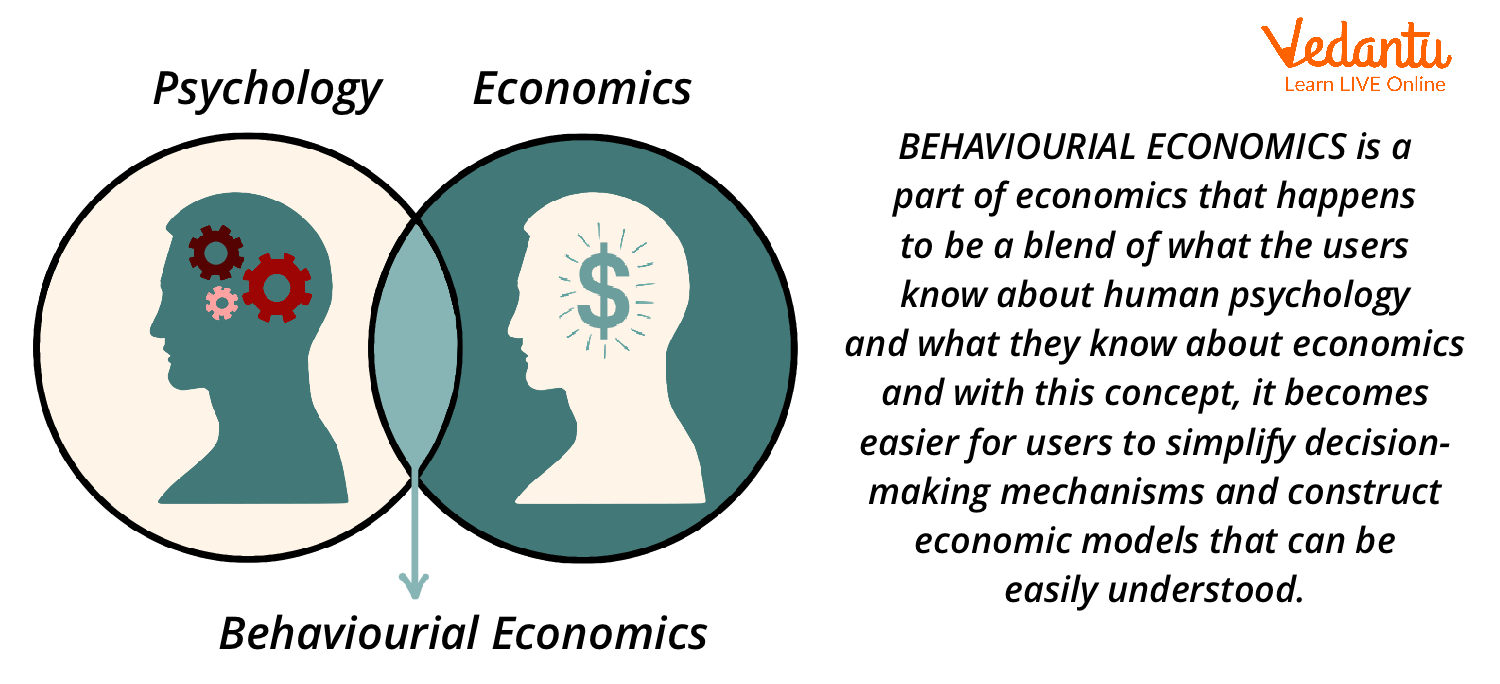 Vedantu
Learn LIVE Online
Psychology
Economics
BEHAVIOURIAL ECONOMICS is a
part of economics that happens
to be a blend of what the users
know about human psychology
and what they know about economics
and with this concept, it becomes
easier for users to simplify decision-
making mechanisms and construct
economic models that can be
easily understood.
$
Behaviourial Economics